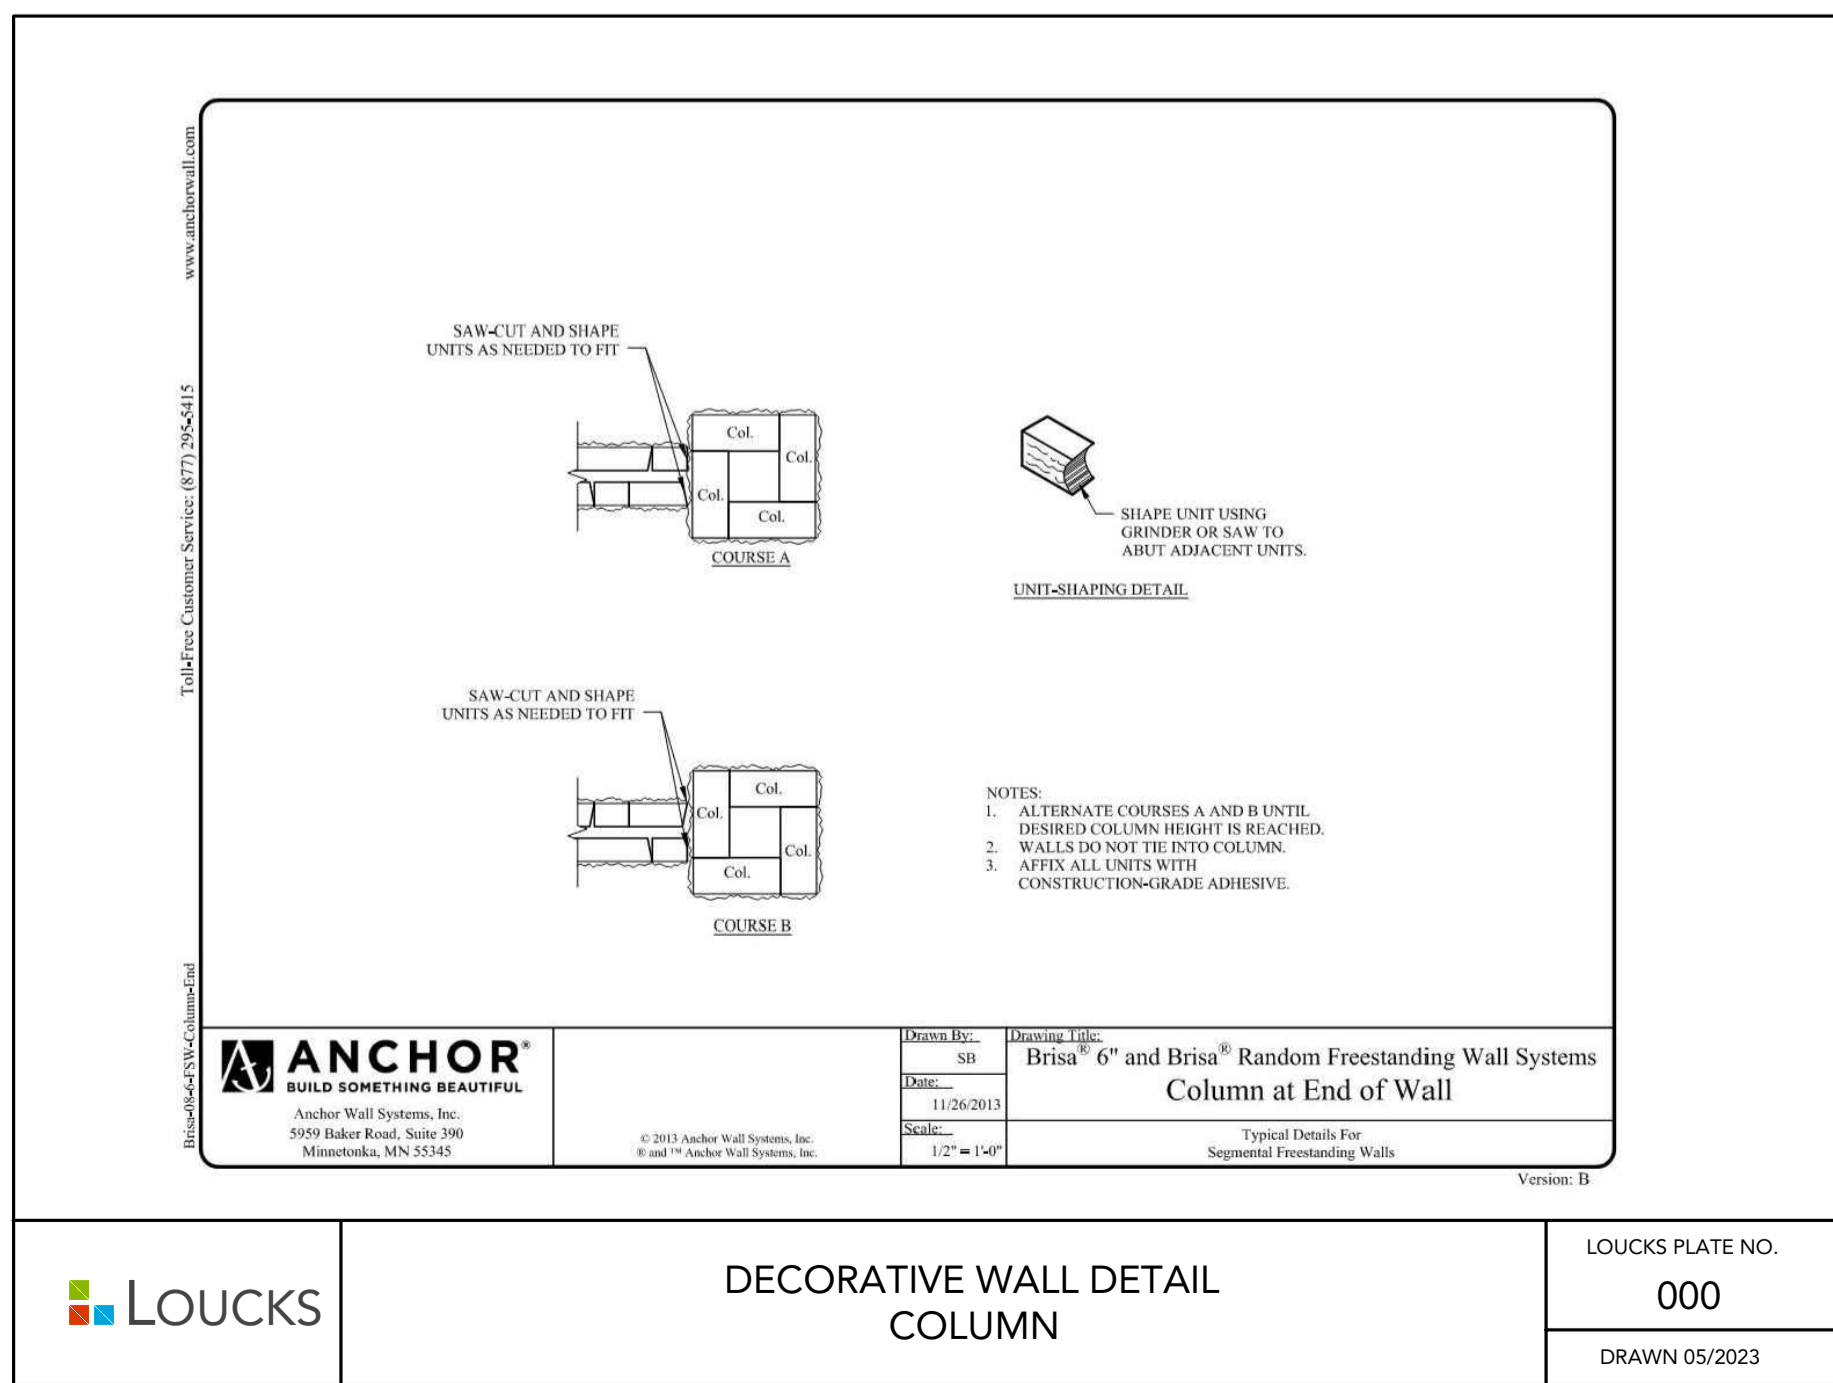 www.anchorwall.com
Toll-Free Customer Service: (877) 295-5415
Brisa-08-6-FSW-Column-End
SAW-CUT AND SHAPE
UNITS AS NEEDED TO FIT
Col.
Col.
Col.
Col.
COURSE A
SHAPE UNIT USING
GRINDER OR SAW TO
ABUT ADJACENT UNITS.
UNIT-SHAPING DETAIL
SAW-CUT AND SHAPE
UNITS AS NEEDED TO FIT
Col.
Col.
Col.
Col.
COURSE B
NOTES:
1. ALTERNATE COURSES A AND B UNTIL
DESIRED COLUMN HEIGHT IS REACHED.
2. WALLS DO NOT TIE INTO COLUMN.
3. AFFIX ALL UNITS WITH
CONSTRUCTION-GRADE ADHESIVE.
ANCHOR®
BUILD SOMETHING BEAUTIFUL
Anchor Wall Systems, Inc.
5959 Baker Road, Suite 390
Minnetonka, MN 55345
© 2013 Anchor Wall Systems, Inc.
® and ™ Anchor Wall Systems, Inc.
Drawn By:
SB
Date:
11/26/2013
Scale:
1/2" = 1'-0"
Drawing Title:
Brisa® 6" and Brisa® Random Freestanding Wall Systems
Column at End of Wall
Typical Details For
Segmental Freestanding Walls
Version: B
LOUCKS
DECORATIVE WALL DETAIL
COLUMN
LOUCKS PLATE NO.
000
DRAWN 05/2023